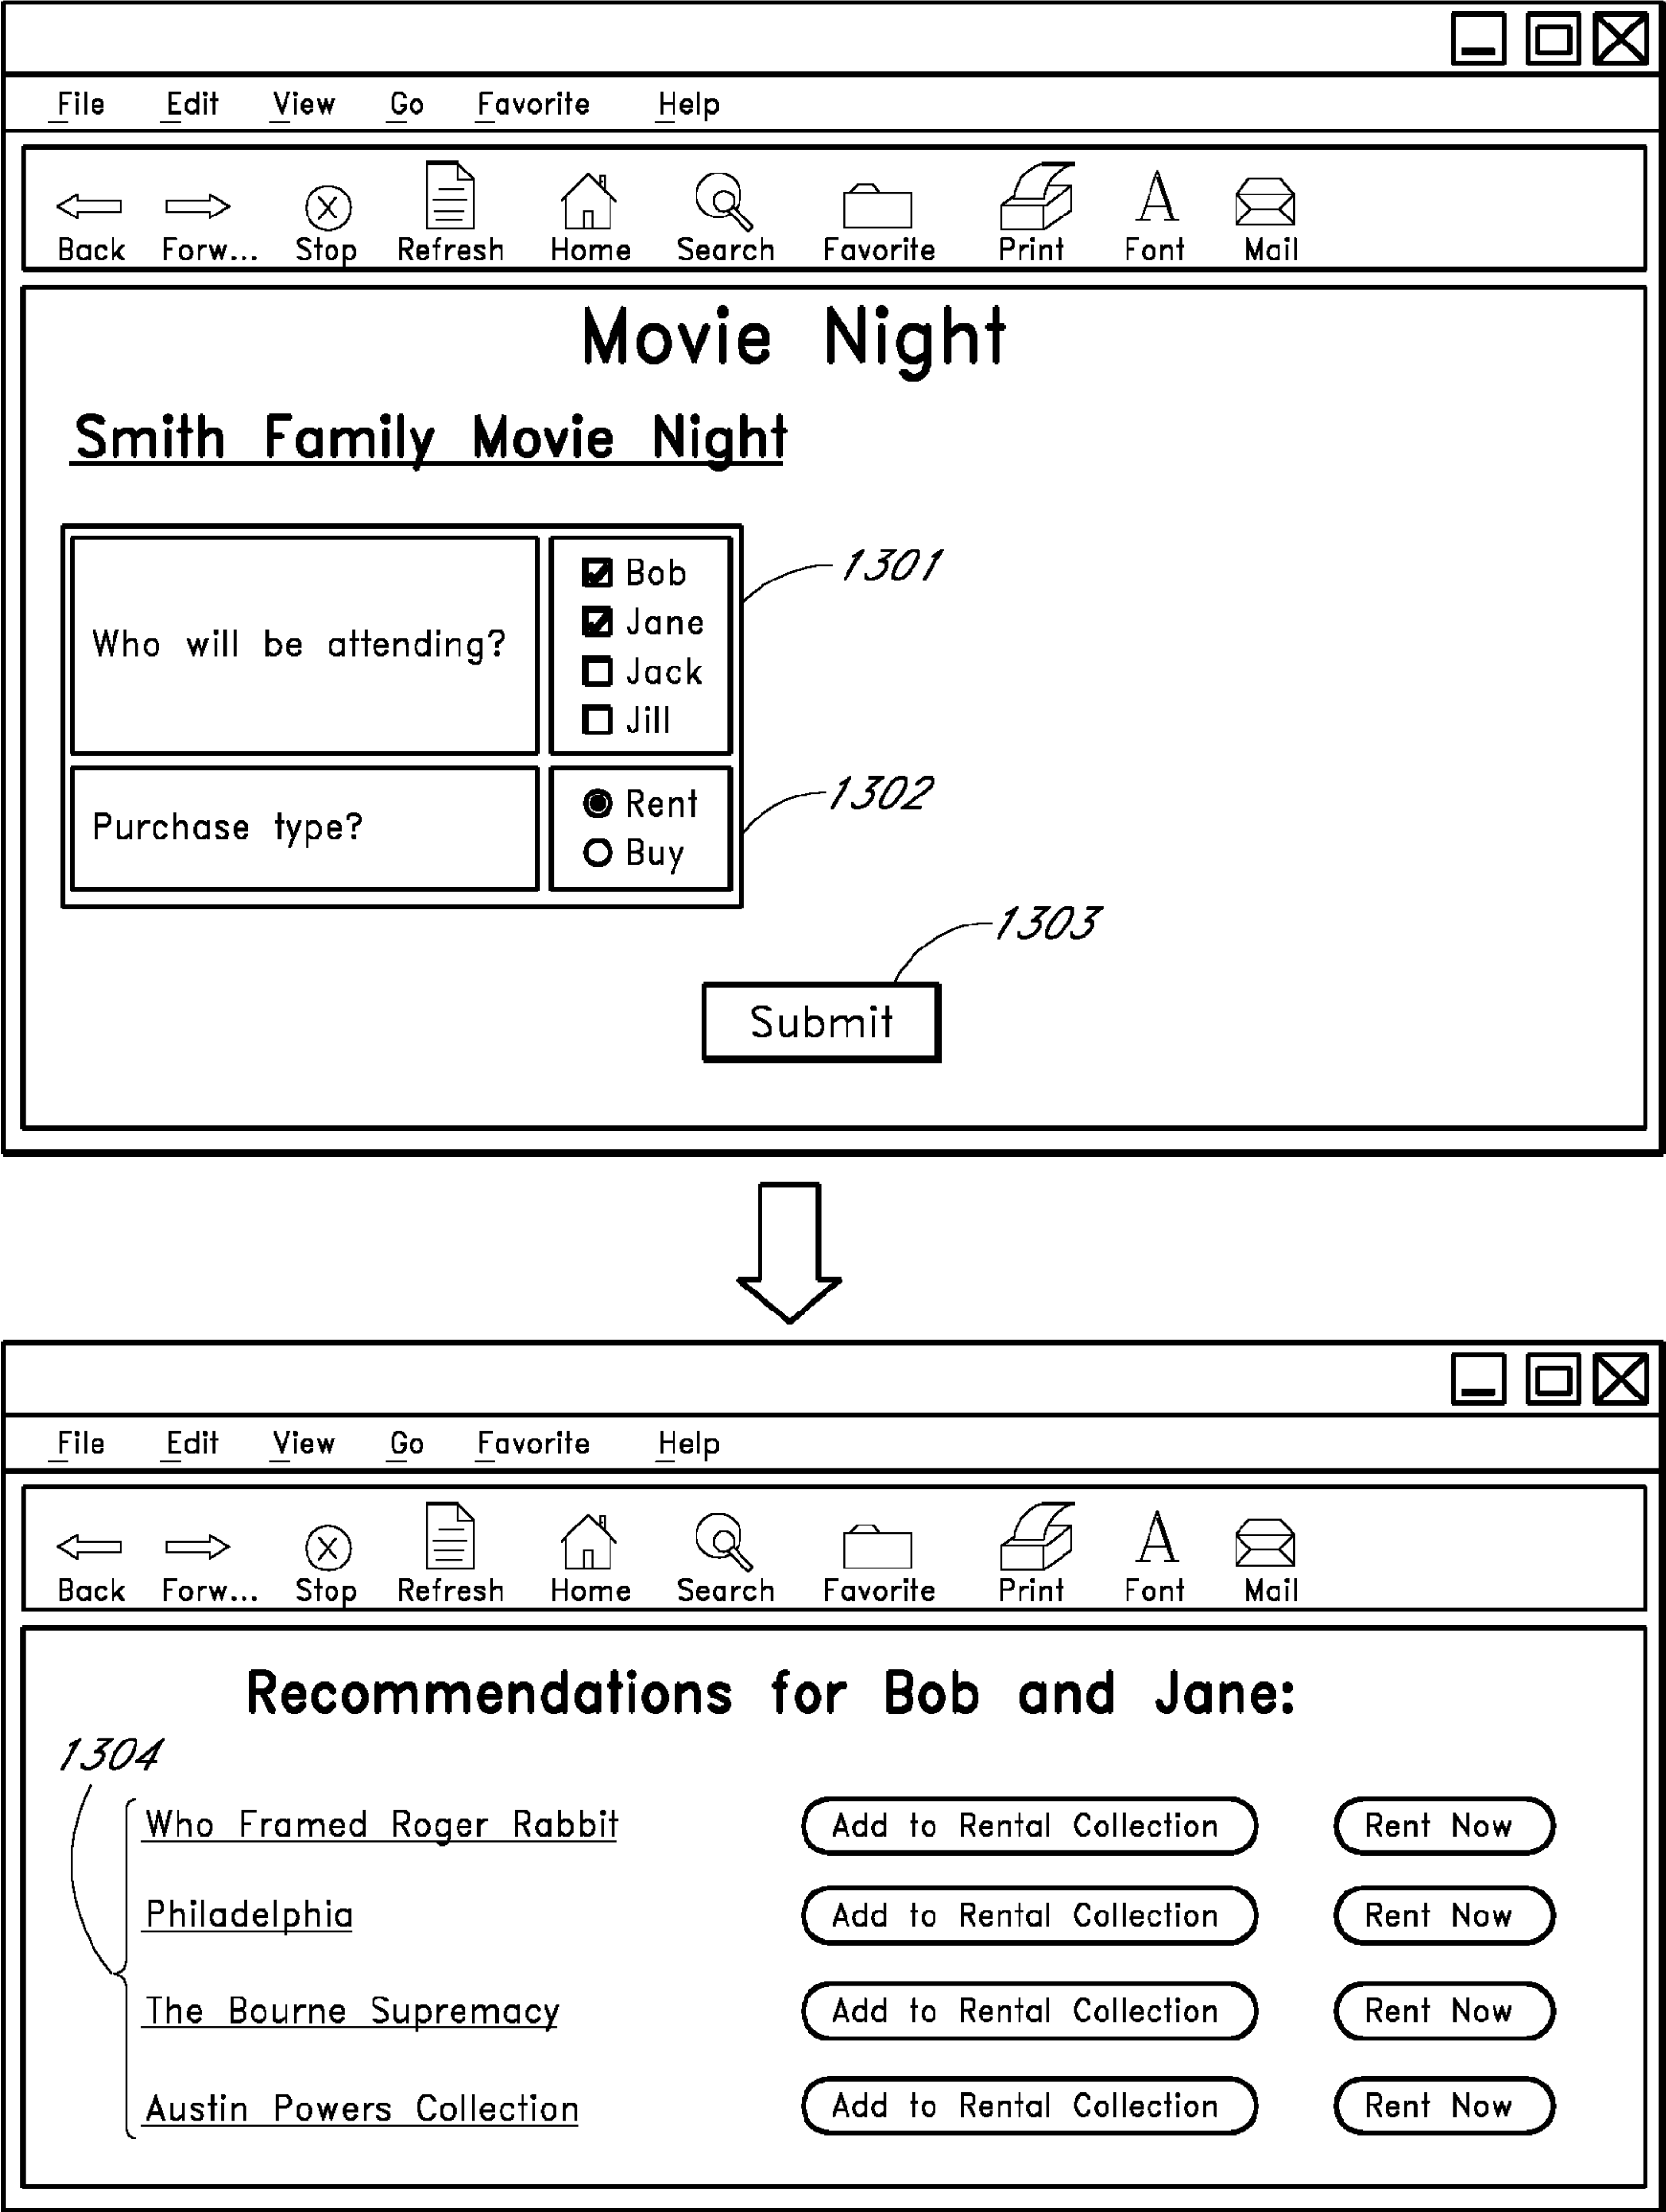 File Edit View Go Favorite Help
Back Forw... Stop Refresh Home Search Favorite Print Font Mail
Movie Night
Smith Family Movie Night
Who will be attending?
Bob
Jane
Jack
Jill
1301
Purchase type?
Rent
Buy
1302
1303
Submit
File Edit View Go Favorite Help
Back Forw... Stop Refresh Home Search Favorite Print Font Mail
Recommendations for Bob and Jane:
1304
Who Framed Roger Rabbit Add to Rental Collection Rent Now
Philadelphia Add to Rental Collection Rent Now
The Bourne Supremacy Add to Rental Collection Rent Now
Austin Powers Collection Add to Rental Collection Rent Now